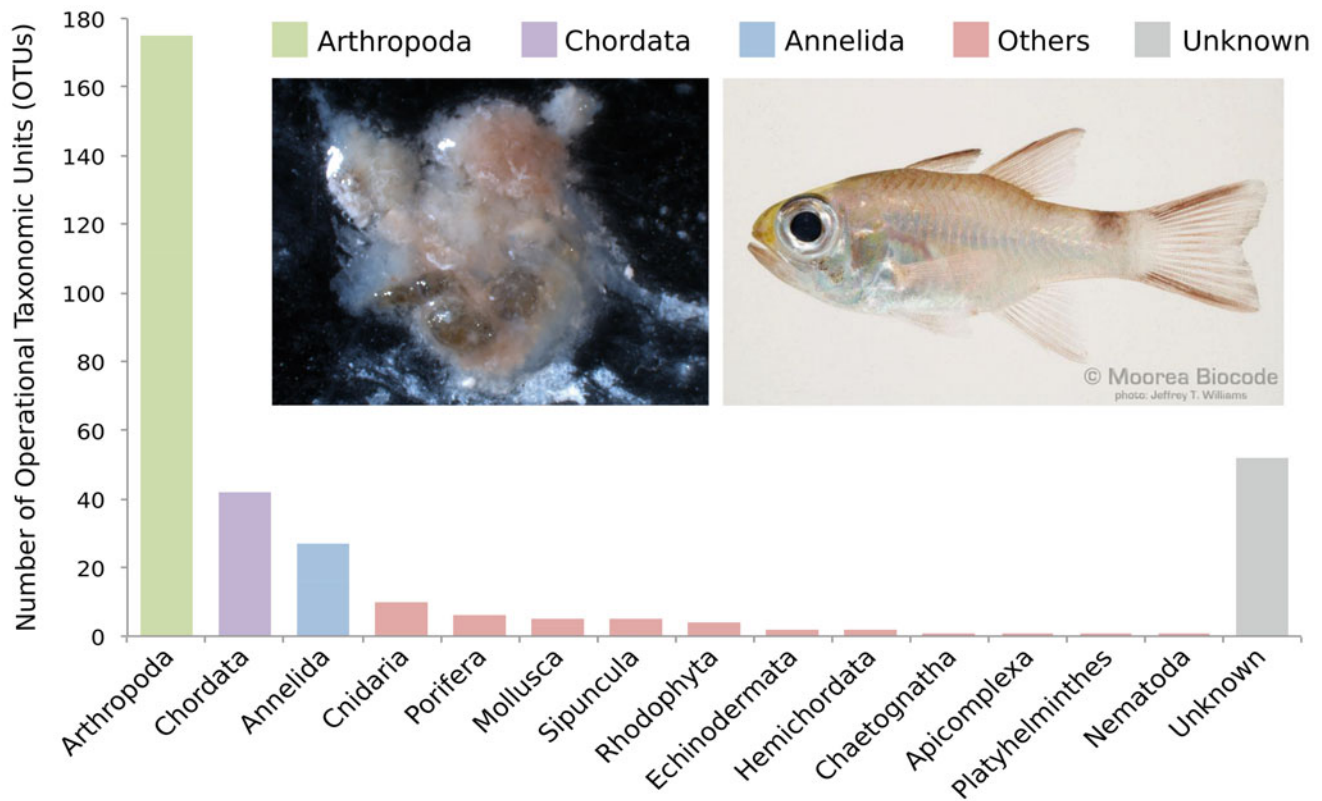 Number of Operational Taxonomic Units (OTUs)
180
160
140
120
100
80
60
40
20
0
Arthropoda
Chordata
Annelida
Others
Unknown
© Moorea Biocode
photo: Jeffrey T. Williams
Arthropoda
Chordata
Annelida
Cnidaria
Porifera
Mollusca
Sipuncula
Rhodophyta
Echinodermata
Hemichordata
Chaetognatha
Apicomplexa
Platyhelminthes
Nematoda
Unknown